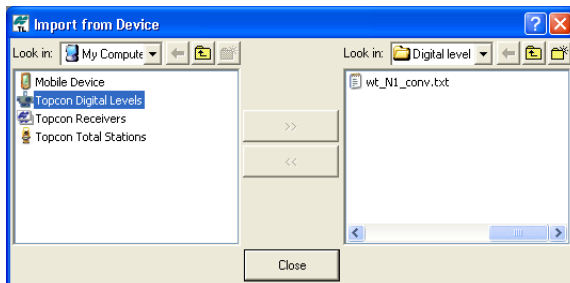 TL Import from Device
Look in: My Compute
Look in: Digital level
Mobile Device
Topcon Digital Levels
Topcon Receivers
Topcon Total Stations
wt_N1_conv.txt
>>
<<
Close